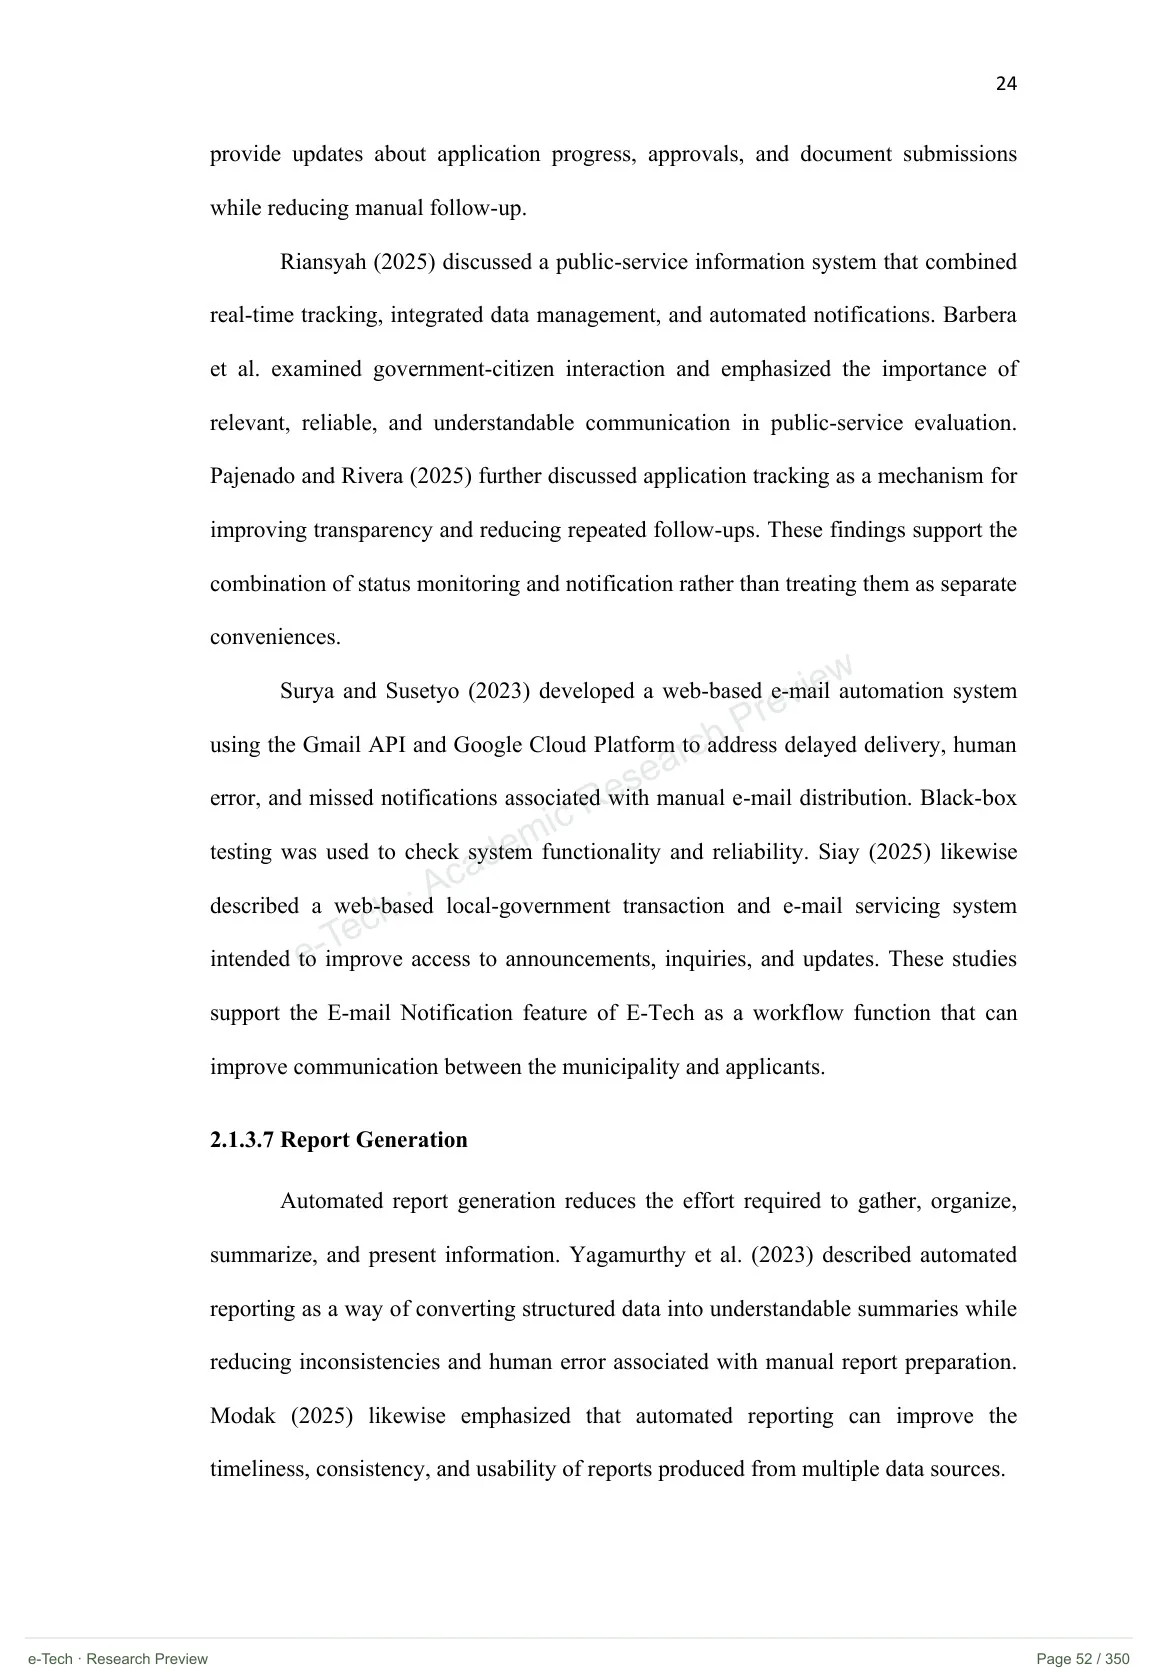 24
provide updates about application progress, approvals, and document submissions
while reducing manual follow-up.
Riansyah (2025) discussed a public-service information system that combined
real-time tracking, integrated data management, and automated notifications. Barbera
et al. examined government-citizen interaction and emphasized the importance of
relevant, reliable, and understandable communication in public-service evaluation.
Pajenado and Rivera (2025) further discussed application tracking as a mechanism for
improving transparency and reducing repeated follow-ups. These findings support the
combination of status monitoring and notification rather than treating them as separate
conveniences.
Surya and Susetyo (2023) developed a web-based e-mail automation system
using the Gmail API and Google Cloud Platform to address delayed delivery, human
error, and missed notifications associated with manual e-mail distribution. Black-box
testing was used to check system functionality and reliability. Siay (2025) likewise
described a web-based local-government transaction and e-mail servicing system
intended to improve access to announcements, inquiries, and updates. These studies
support the E-mail Notification feature of E-Tech as a workflow function that can
improve communication between the municipality and applicants.
e-Tech · Academic Research Preview
2.1.3.7 Report Generation
Automated report generation reduces the effort required to gather, organize,
summarize, and present information. Yagamurthy et al. (2023) described automated
reporting as a way of converting structured data into understandable summaries while
reducing inconsistencies and human error associated with manual report preparation.
Modak (2025) likewise emphasized that automated reporting can improve the
timeliness, consistency, and usability of reports produced from multiple data sources.
e-Tech · Research Preview
Page 52 / 350